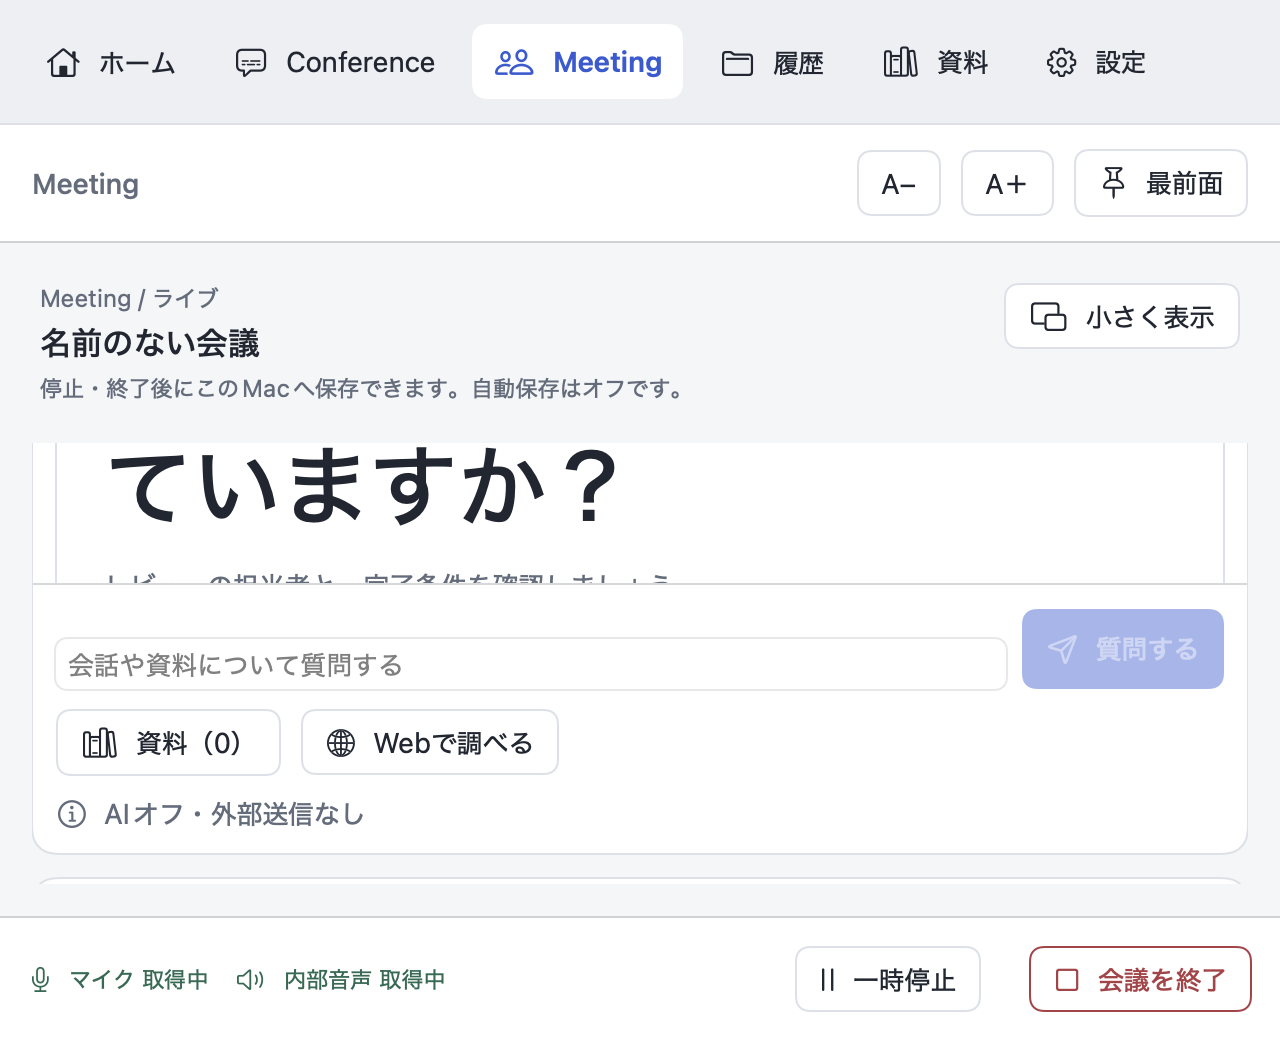 ホーム Conference Meeting 履歴 資料 設定
Meeting A− A+ 最前面
Meeting / ライブ
名前のない会議
小さく表示
停止・終了後にこのMacへ保存できます。自動保存はオフです。
ていますか？
会話や資料について質問する
質問する
資料（0） Webで調べる
AIオフ・外部送信なし
マイク 取得中 内部音声 取得中 一時停止 会議を終了